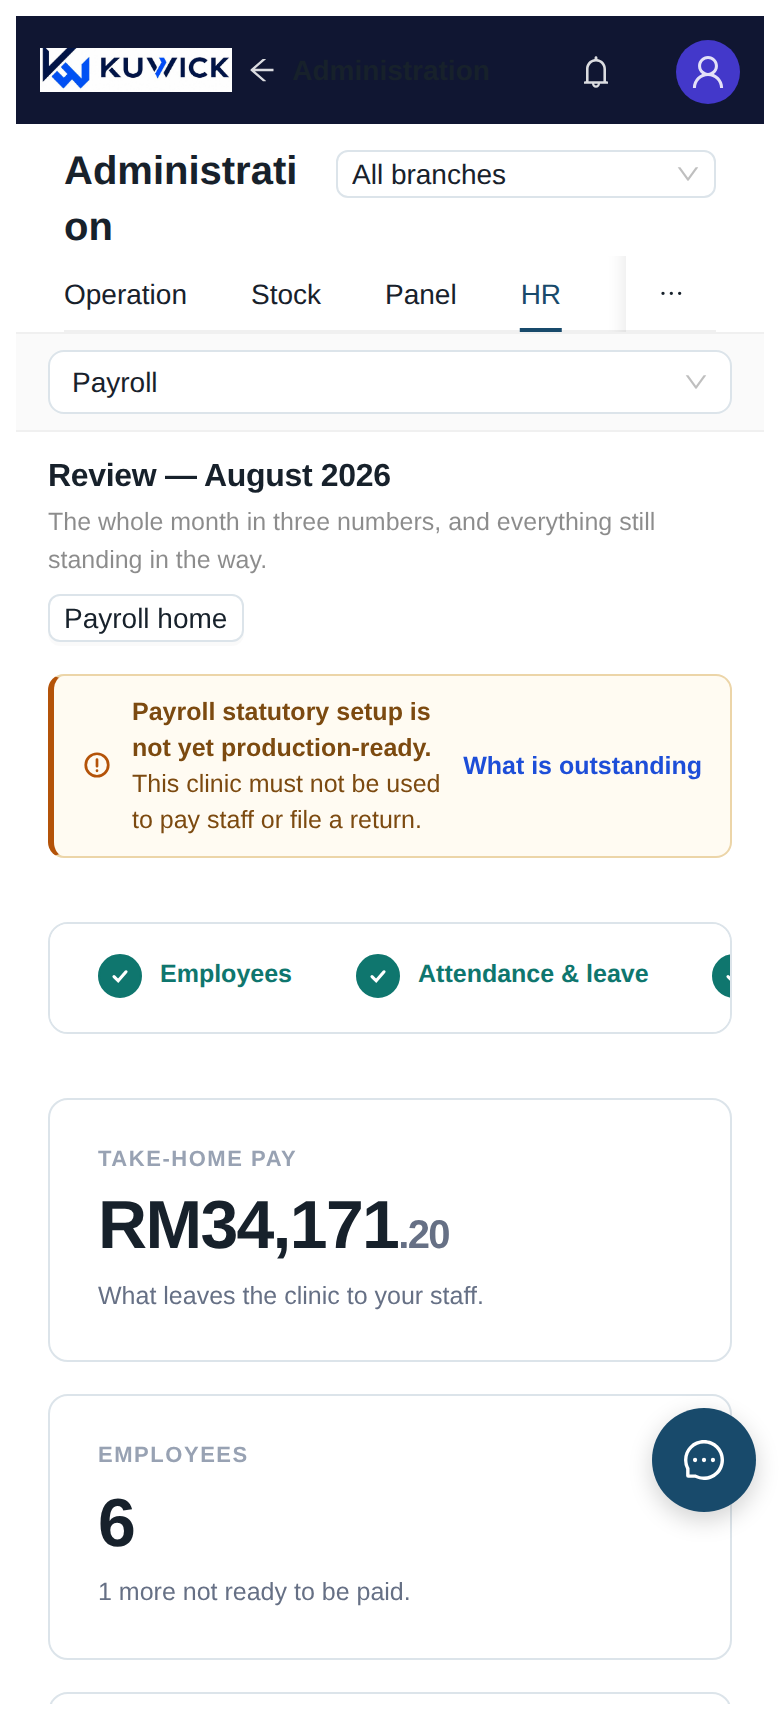 KUWICK
Administration
Administrati
on
All branches
Operation
Stock
Panel
HR
···
Payroll
Review — August 2026
The whole month in three numbers, and everything still
standing in the way.
Payroll home
Payroll statutory setup is
not yet production-ready.
This clinic must not be used
to pay staff or file a return.
What is outstanding
Employees
Attendance & leave
TAKE-HOME PAY
RM34,171.20
What leaves the clinic to your staff.
EMPLOYEES
6
1 more not ready to be paid.